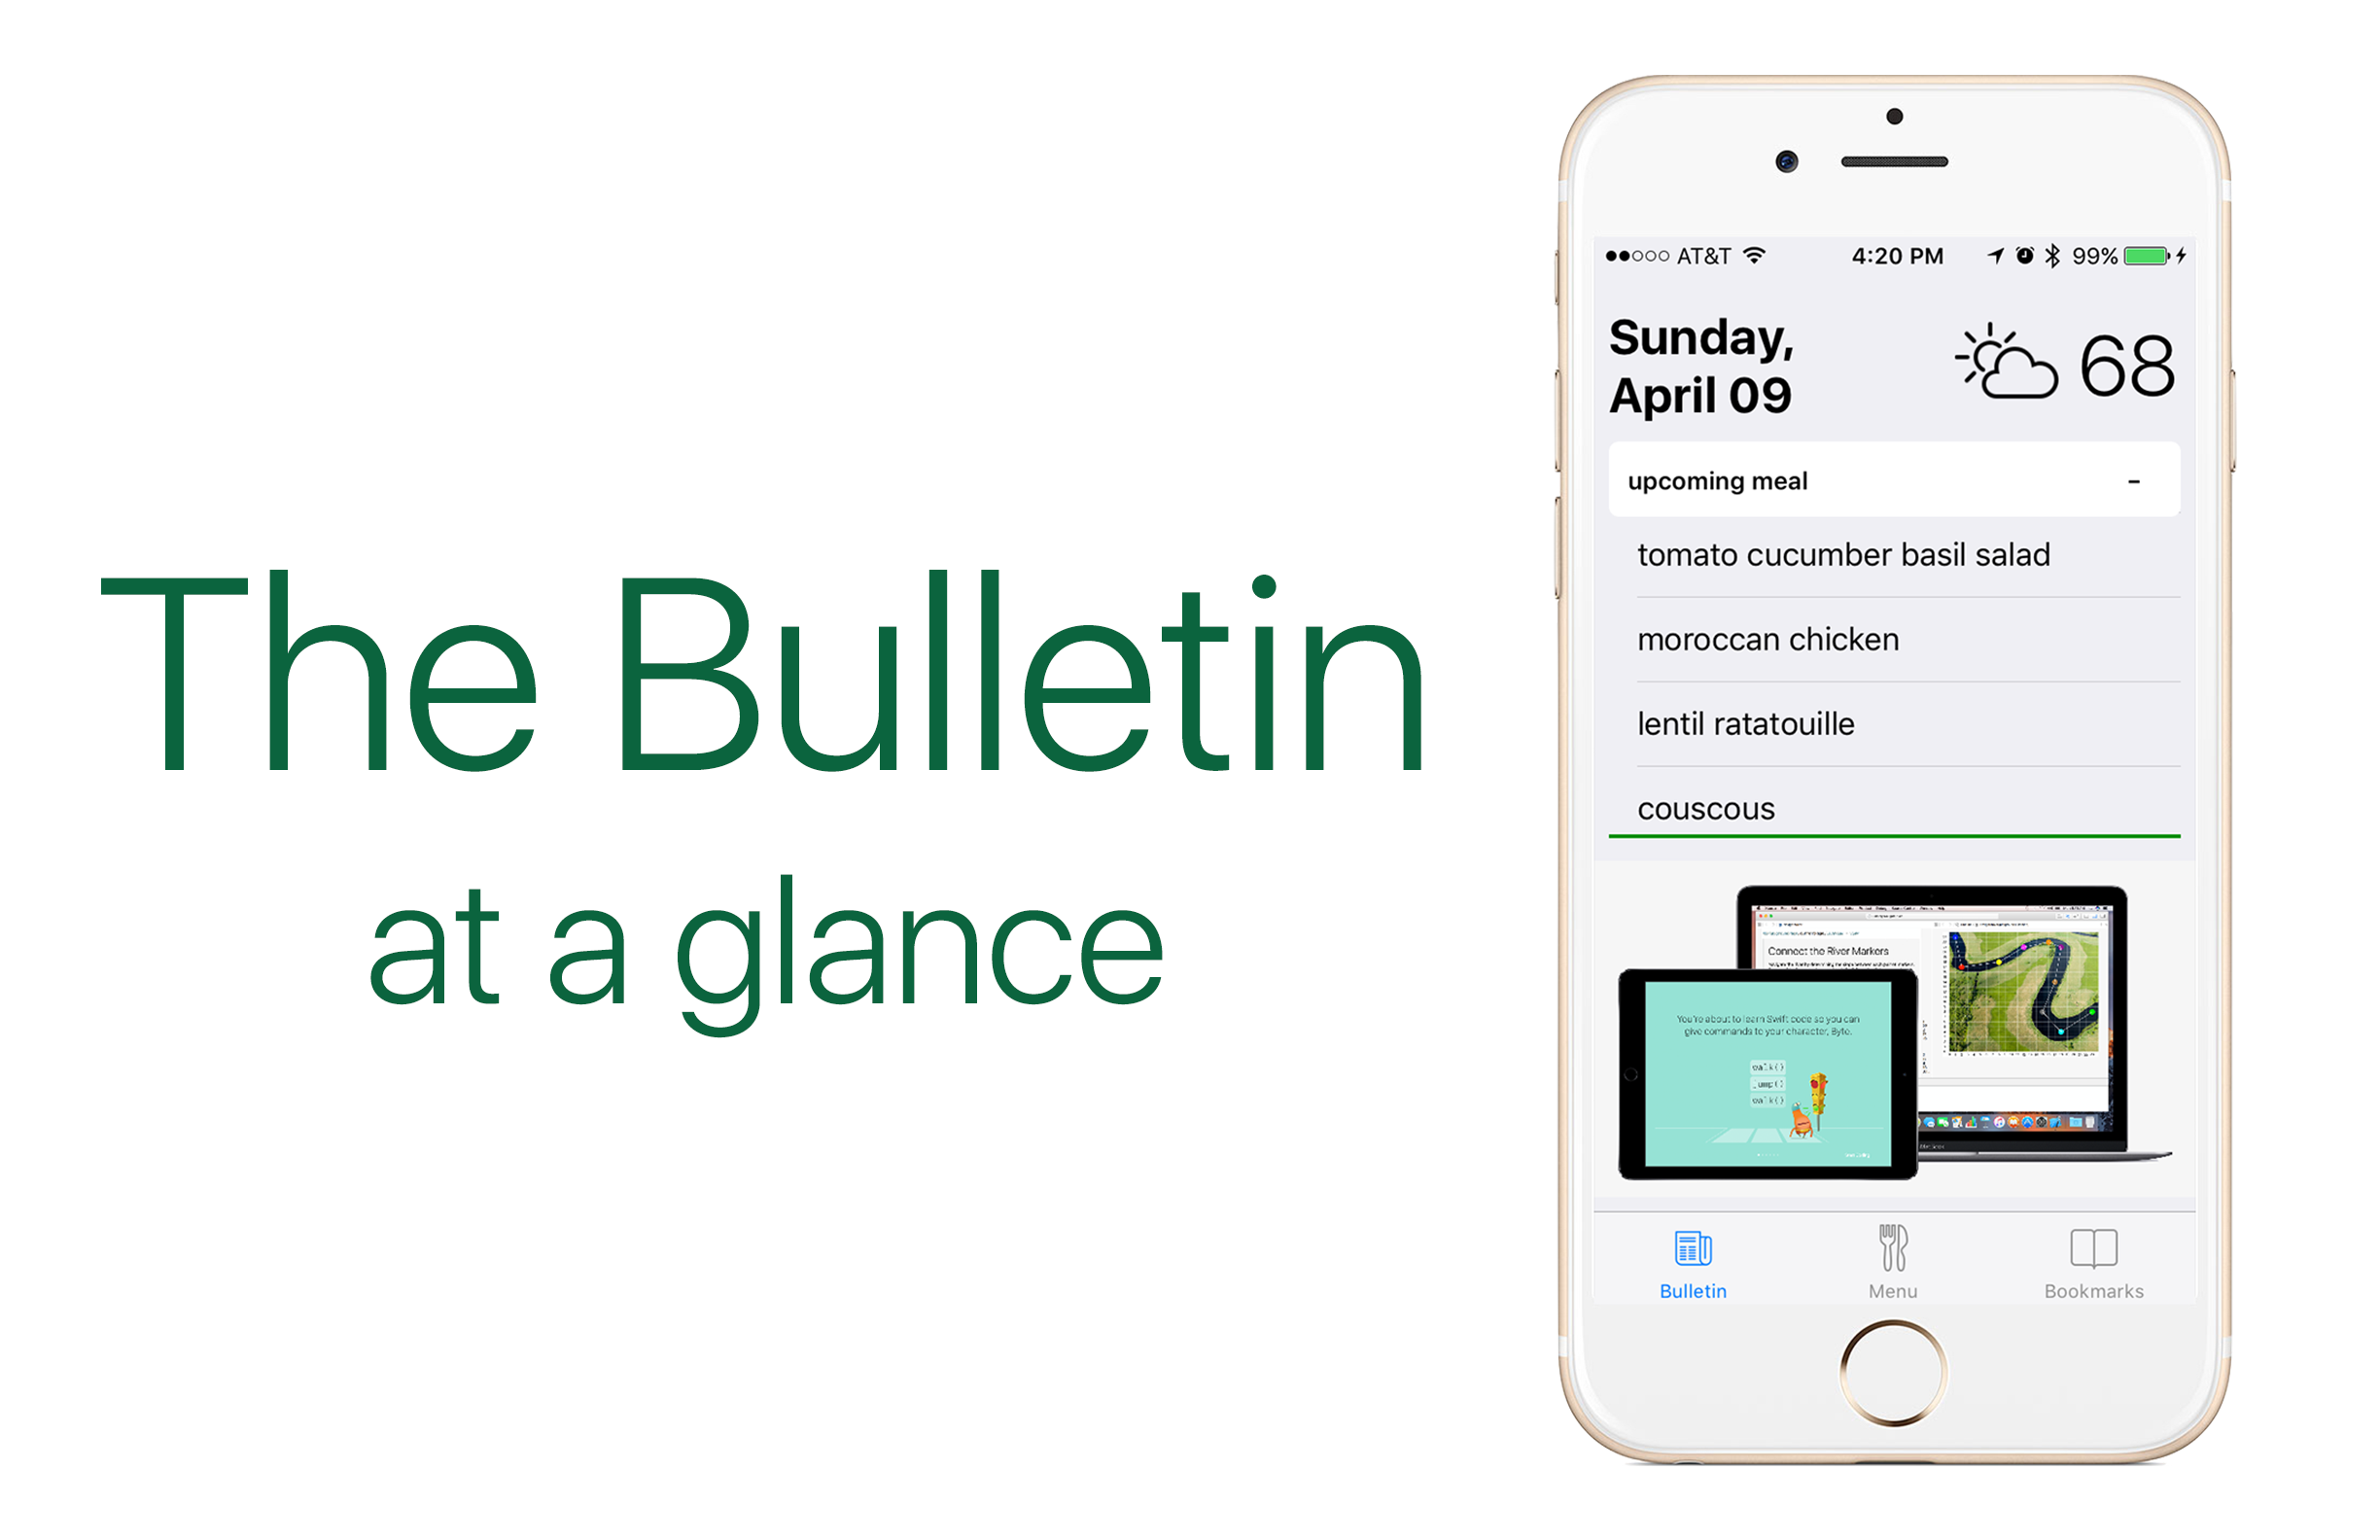 The Bulletin
at a glance
AT&T 4:20 PM 99%
Sunday,
April 09
68
upcoming meal -
tomato cucumber basil salad
moroccan chicken
lentil ratatouille
couscous
Connect the River Markers
You're about to learn Swift code so you can
give commands to your character, Byte.
walk()
jump()
walk()
Bulletin
Menu
Bookmarks